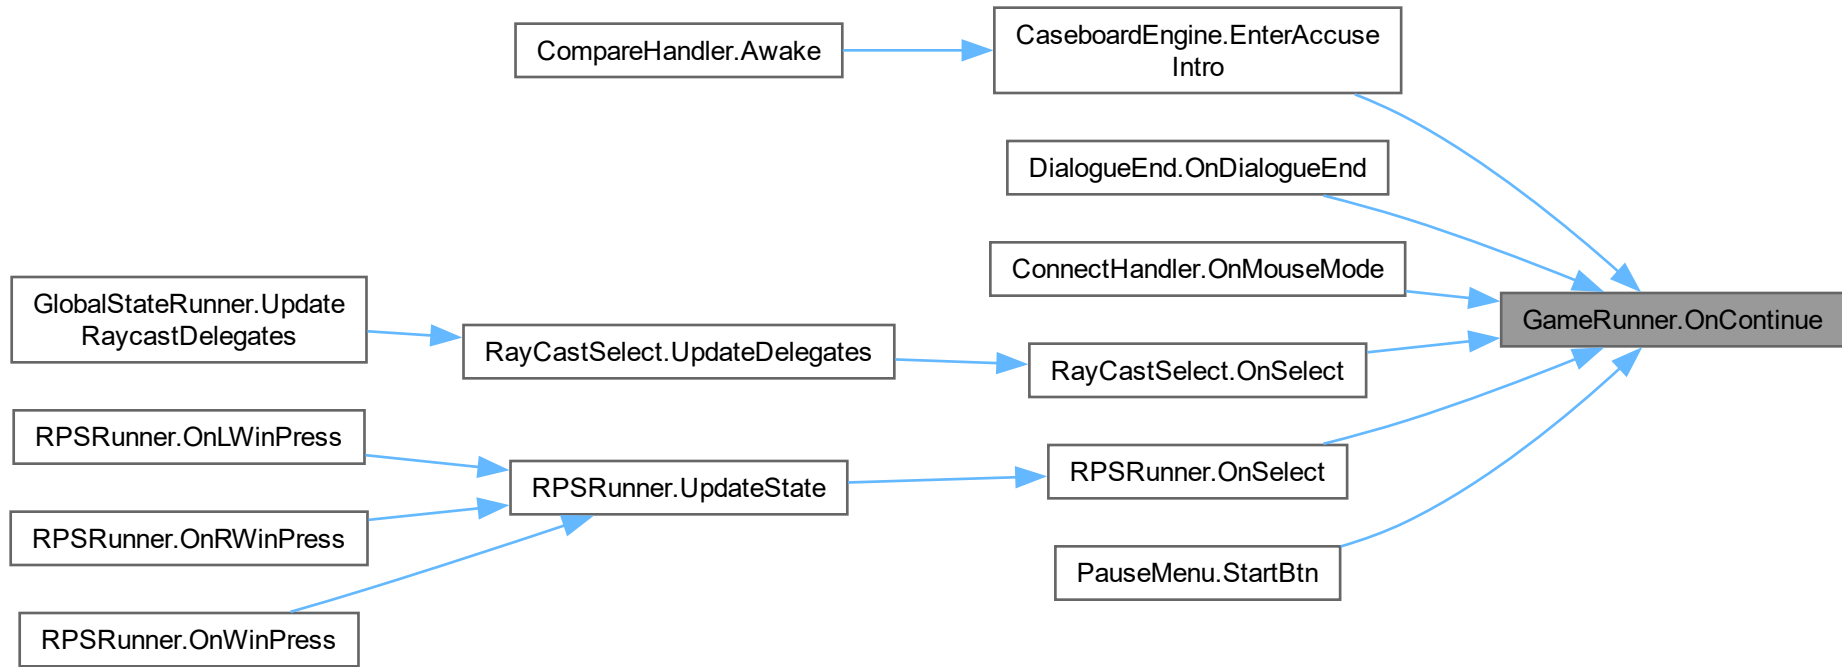 CompareHandler.Awake
CaseboardEngine.EnterAccuse
Intro
DialogueEnd.OnDialogueEnd
ConnectHandler.OnMouseMode
GlobalStateRunner.Update
RaycastDelegates
RayCastSelect.UpdateDelegates
RayCastSelect.OnSelect
GameRunner.OnContinue
RPSRunner.OnLWinPress
RPSRunner.UpdateState
RPSRunner.OnSelect
RPSRunner.OnRWinPress
PauseMenu.StartBtn
RPSRunner.OnWinPress